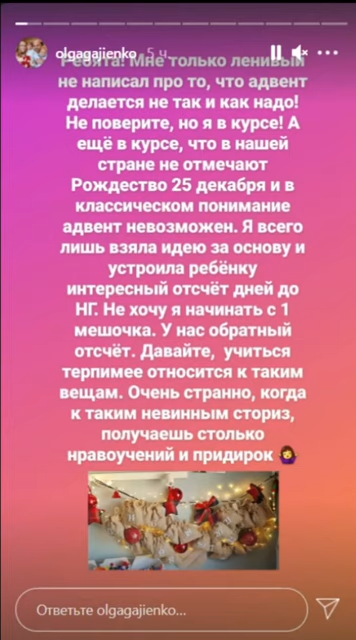 olgagajienko 5 ч
Ребята! Мне только ленивый
не написал про то, что адвент
делается не так и как надо!
Не поверите, но я в курсе! А
ещё в курсе, что в нашей
стране не отмечают
Рождество 25 декабря и в
классическом понимание
адвент невозможен. Я всего
лишь взяла идею за основу и
устроила ребёнку
интересный отсчёт дней до
НГ. Не хочу я начинать с 1
мешочка. У нас обратный
отсчёт. Давайте, учиться
терпимее относится к таким
вещам. Очень странно, когда
к таким невинным сториз,
получаешь столько
нравоучений и придирок 🤷‍♀️
Ответьте olgagajienko...